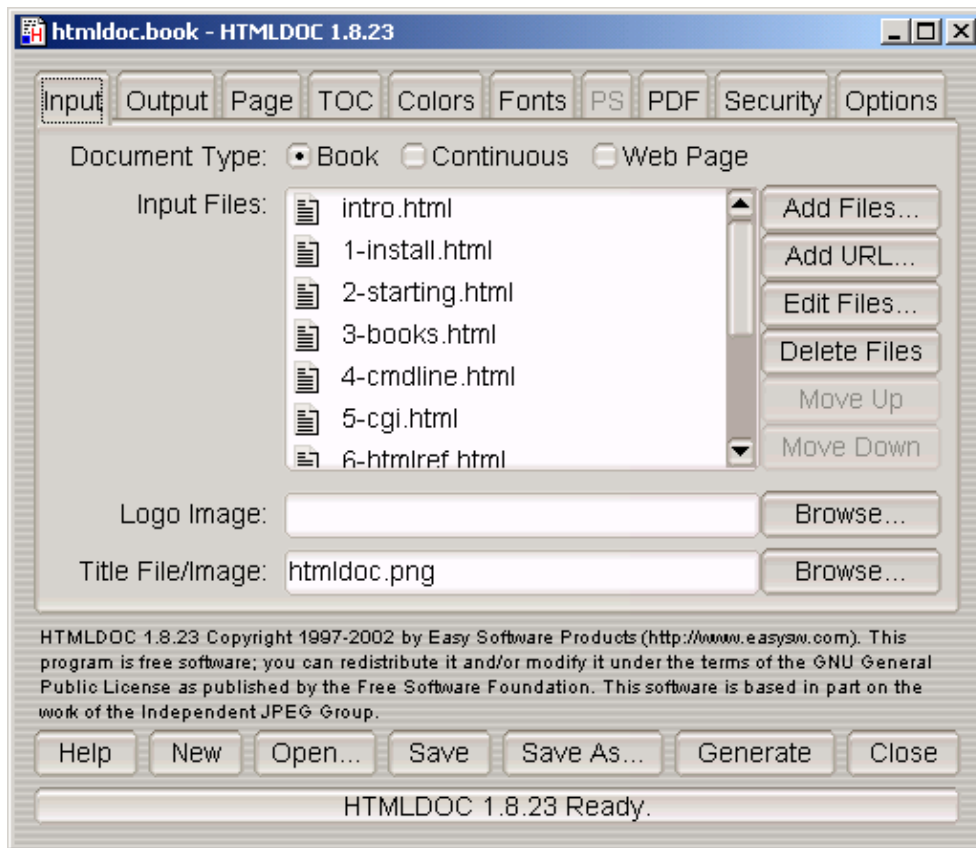 htmldoc.book - HTMLDOC 1.8.23
Input Output Page TOC Colors Fonts PS PDF Security Options
Document Type: Book Continuous Web Page
Input Files:
intro.html
1-install.html
2-starting.html
3-books.html
4-cmdline.html
5-cgi.html
6-htmlref.html
Add Files...
Add URL...
Edit Files...
Delete Files
Move Up
Move Down
Logo Image: Browse...
Title File/Image: htmldoc.png Browse...
HTMLDOC 1.8.23 Copyright 1997-2002 by Easy Software Products (http://www.easysw.com). This
program is free software; you can redistribute it and/or modify it under the terms of the GNU General
Public License as published by the Free Software Foundation. This software is based in part on the
work of the Independent JPEG Group.
Help New Open... Save Save As... Generate Close
HTMLDOC 1.8.23 Ready.